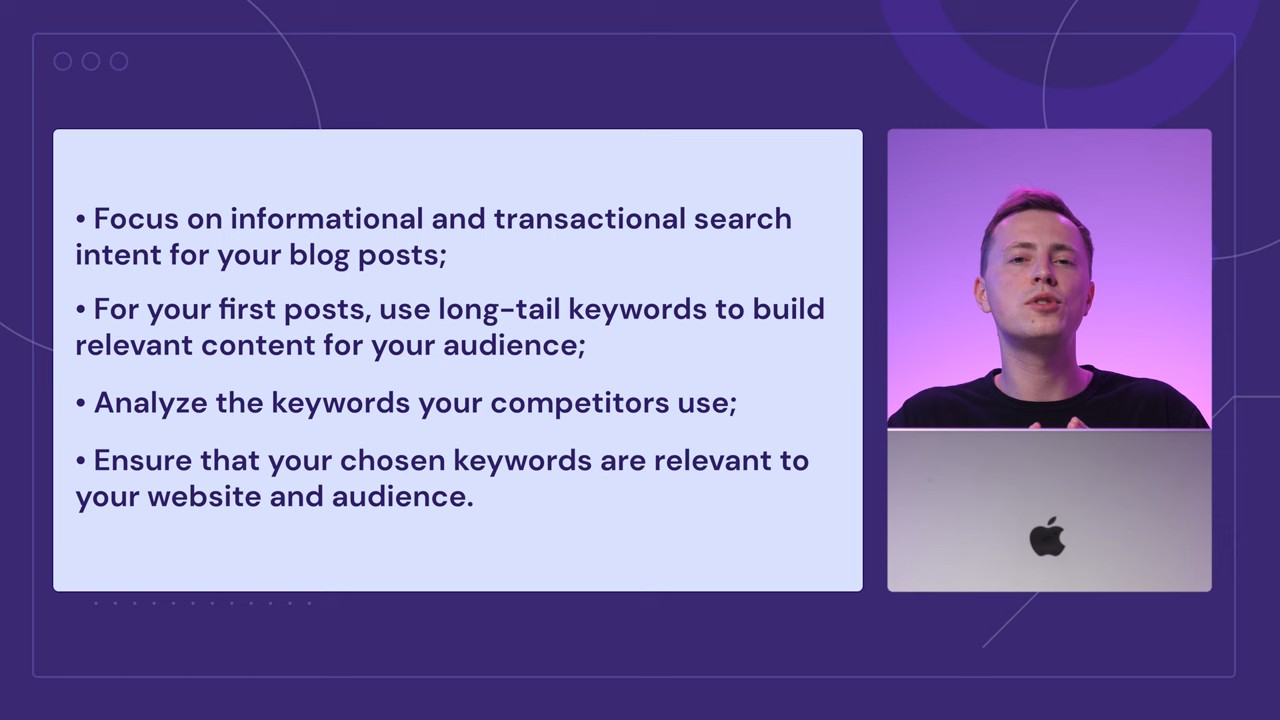 • Focus on informational and transactional search
intent for your blog posts;
• For your first posts, use long-tail keywords to build
relevant content for your audience;
• Analyze the keywords your competitors use;
• Ensure that your chosen keywords are relevant to
your website and audience.